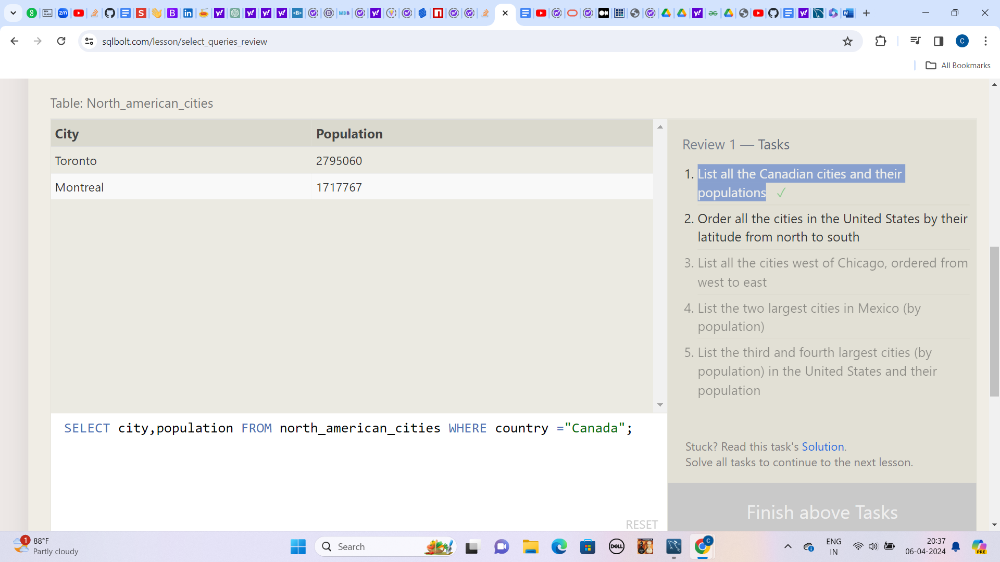 sqlbolt.com/lesson/select_queries_review
C
All Bookmarks
Table: North_american_cities
City Population
Toronto 2795060
Montreal 1717767
Review 1 — Tasks
1. List all the Canadian cities and their
populations ✓
2. Order all the cities in the United States by their
latitude from north to south
3. List all the cities west of Chicago, ordered from
west to east
4. List the two largest cities in Mexico (by
population)
5. List the third and fourth largest cities (by
population) in the United States and their
population
SELECT city,population FROM north_american_cities WHERE country ="Canada";
RESET
Stuck? Read this task's Solution.
Solve all tasks to continue to the next lesson.
Finish above Tasks
1
88°F
Partly cloudy
Search
DELL
C
ENG
IN
20:37
06-04-2024
PRE